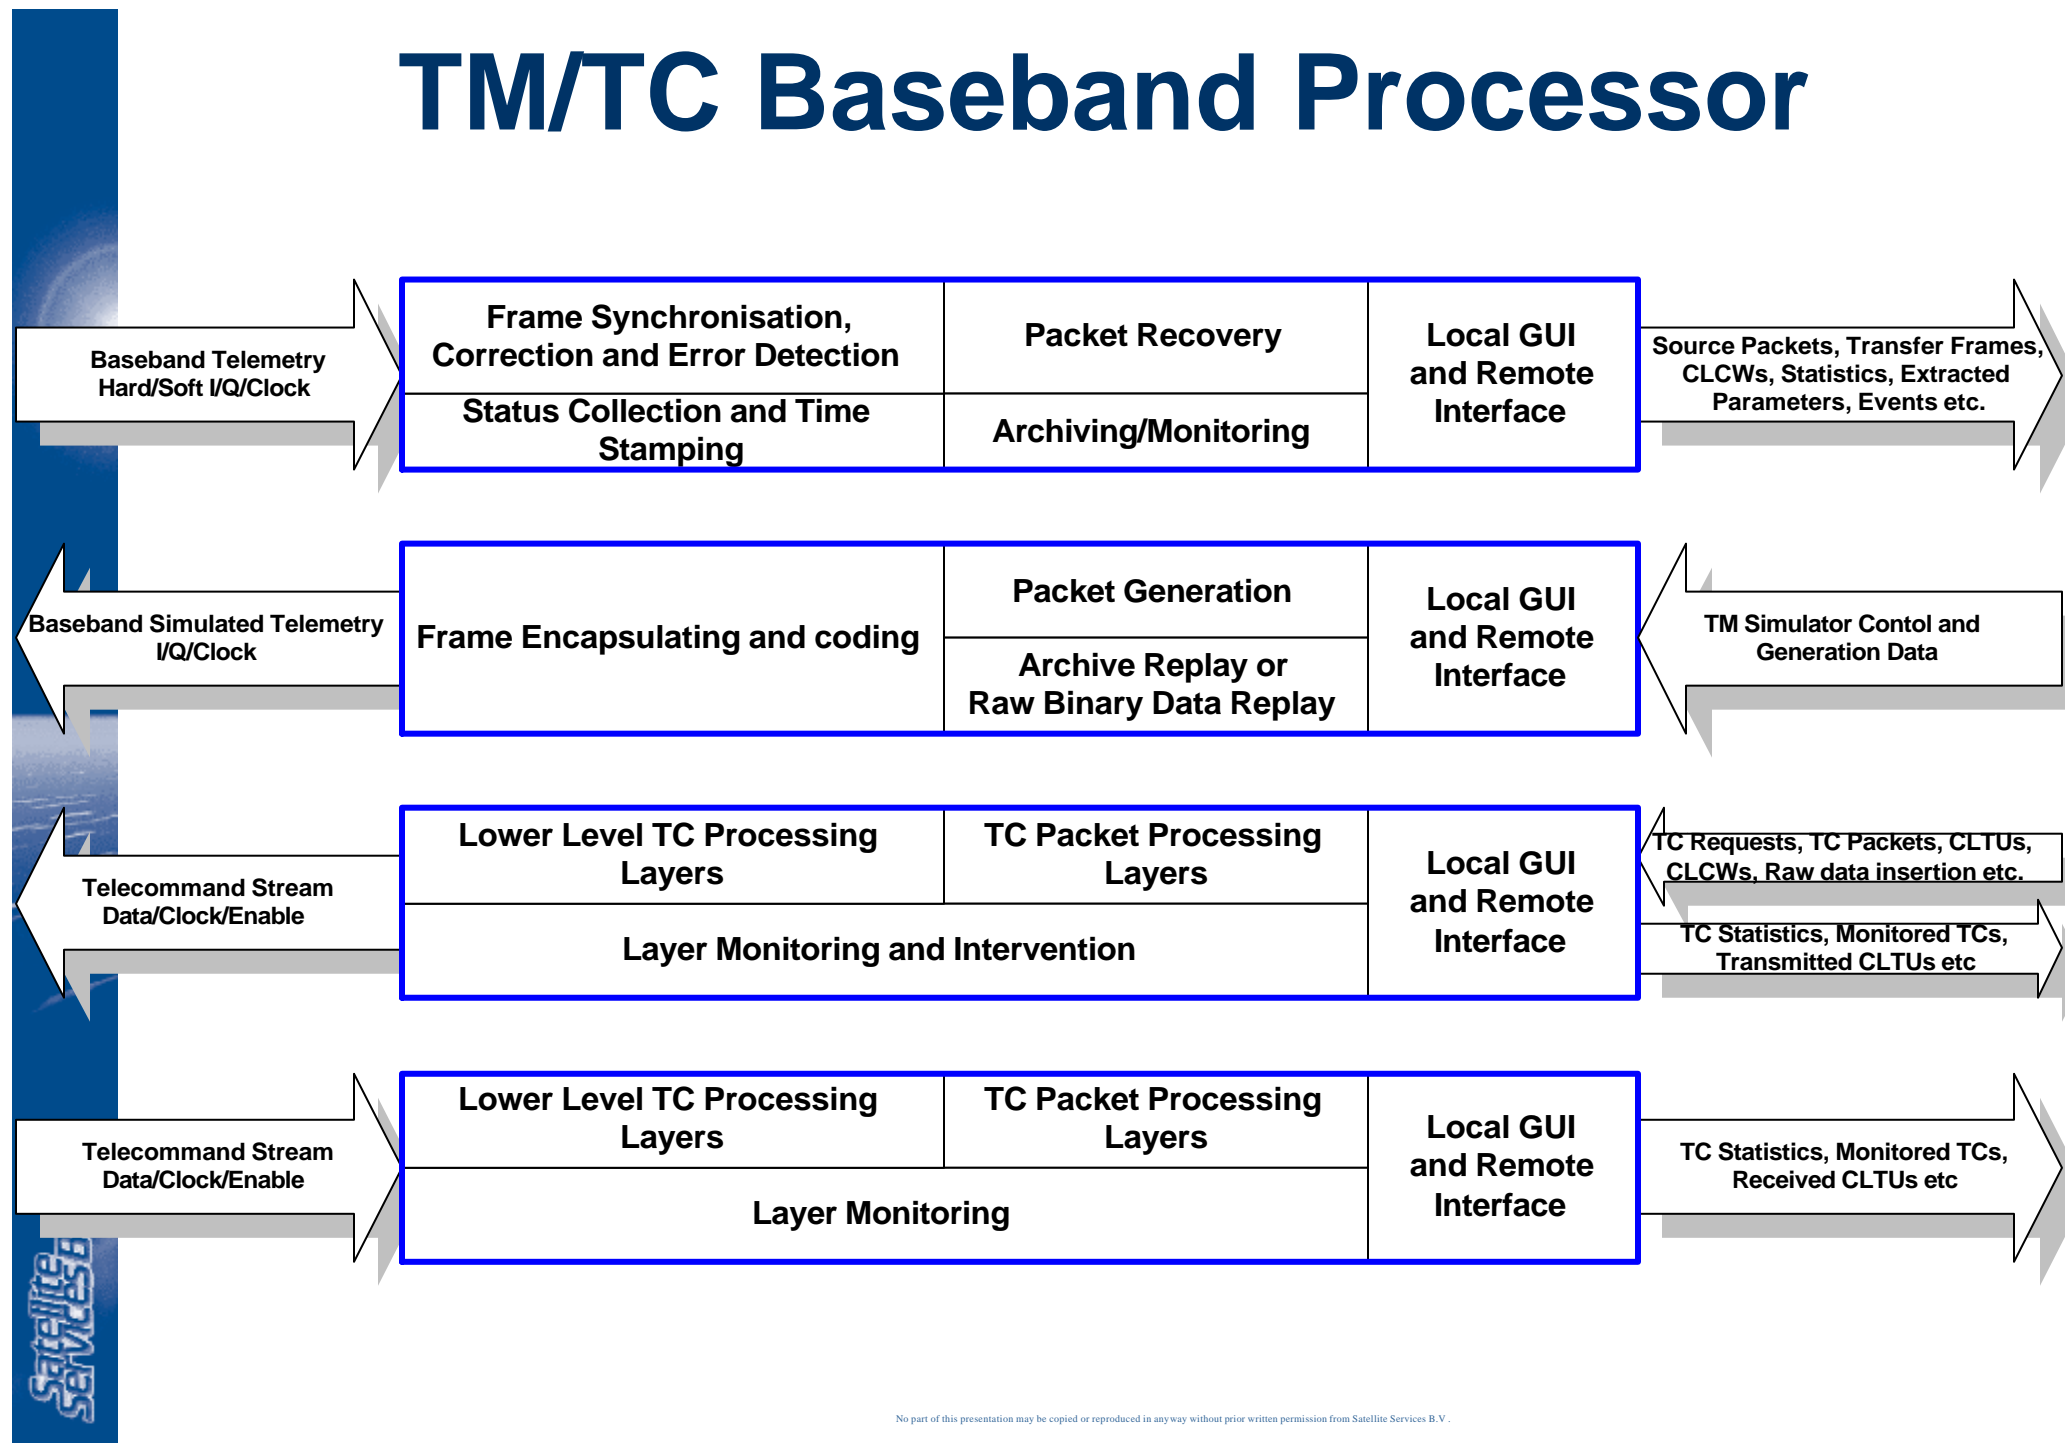 TM/TC Baseband Processor
Baseband Telemetry
Hard/Soft I/Q/Clock
Frame Synchronisation,
Correction and Error Detection
Status Collection and Time
Stamping
Packet Recovery
Archiving/Monitoring
Local GUI
and Remote
Interface
Source Packets, Transfer Frames,
CLCWs, Statistics, Extracted
Parameters, Events etc.
Baseband Simulated Telemetry
I/Q/Clock
Frame Encapsulating and coding
Packet Generation
Archive Replay or
Raw Binary Data Replay
Local GUI
and Remote
Interface
TM Simulator Contol and
Generation Data
Telecommand Stream
Data/Clock/Enable
Lower Level TC Processing
Layers
TC Packet Processing
Layers
Layer Monitoring and Intervention
Local GUI
and Remote
Interface
TC Requests, TC Packets, CLTUs,
CLCWs, Raw data insertion etc.
TC Statistics, Monitored TCs,
Transmitted CLTUs etc
Telecommand Stream
Data/Clock/Enable
Lower Level TC Processing
Layers
TC Packet Processing
Layers
Layer Monitoring
Local GUI
and Remote
Interface
TC Statistics, Monitored TCs,
Received CLTUs etc
Satellite
Services B
No part of this presentation may be copied or reproduced in anyway without prior written permission from Satellite Services B.V .